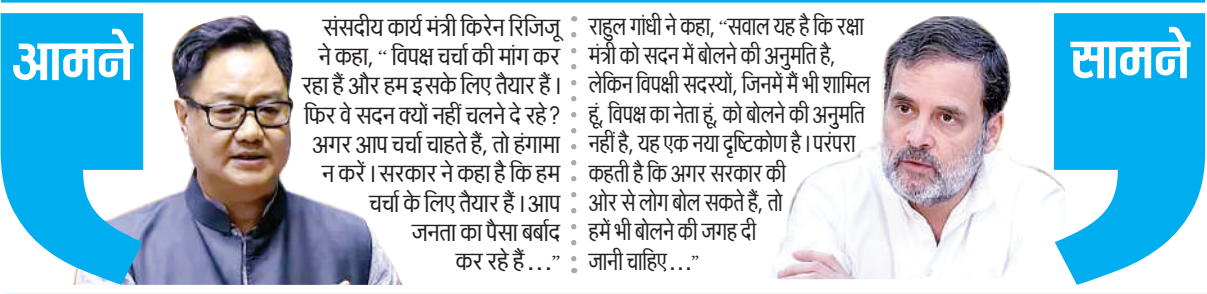 आमने
संसदीय कार्य मंत्री किरेन रिजिजू
ने कहा, “ विपक्ष चर्चा की मांग कर
रहा हैं और हम इसके लिए तैयार हैं।
फिर वे सदन क्यों नहीं चलने दे रहे?
अगर आप चर्चा चाहते हैं, तो हंगामा
न करें। सरकार ने कहा है कि हम
चर्चा के लिए तैयार हैं।आप
जनता का पैसा बर्बाद
कर रहे हैं...”
राहुल गांधी ने कहा, “सवाल यह है कि रक्षा
मंत्री को सदन में बोलने की अनुमति है,
लेकिन विपक्षी सदस्यों, जिनमें मैं भी शामिल
हूं, विपक्ष का नेता हूं, को बोलने की अनुमति
नहीं है, यह एक नया दृष्टिकोण है। परंपरा
कहती है कि अगर सरकार की
ओर से लोग बोल सकते हैं, तो
हमें भी बोलने की जगह दी
जानी चाहिए...”
सामने